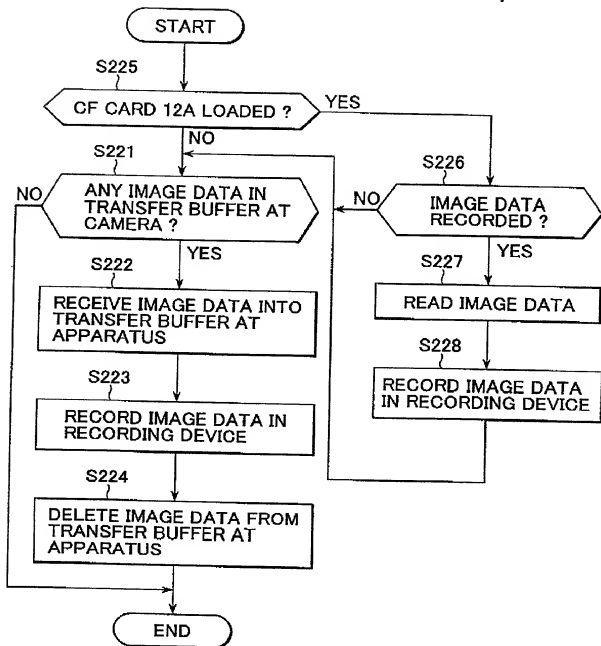 START
S225
CF CARD 12A LOADED ?
YES
NO
S221
NO
ANY IMAGE DATA IN
TRANSFER BUFFER AT
CAMERA ?
YES
S222
RECEIVE IMAGE DATA INTO
TRANSFER BUFFER AT
APPARATUS
S223
RECORD IMAGE DATA IN
RECORDING DEVICE
S224
DELETE IMAGE DATA FROM
TRANSFER BUFFER AT
APPARATUS
END
S226
NO
IMAGE DATA
RECORDED ?
YES
S227
READ IMAGE DATA
S228
RECORD IMAGE DATA
IN RECORDING DEVICE